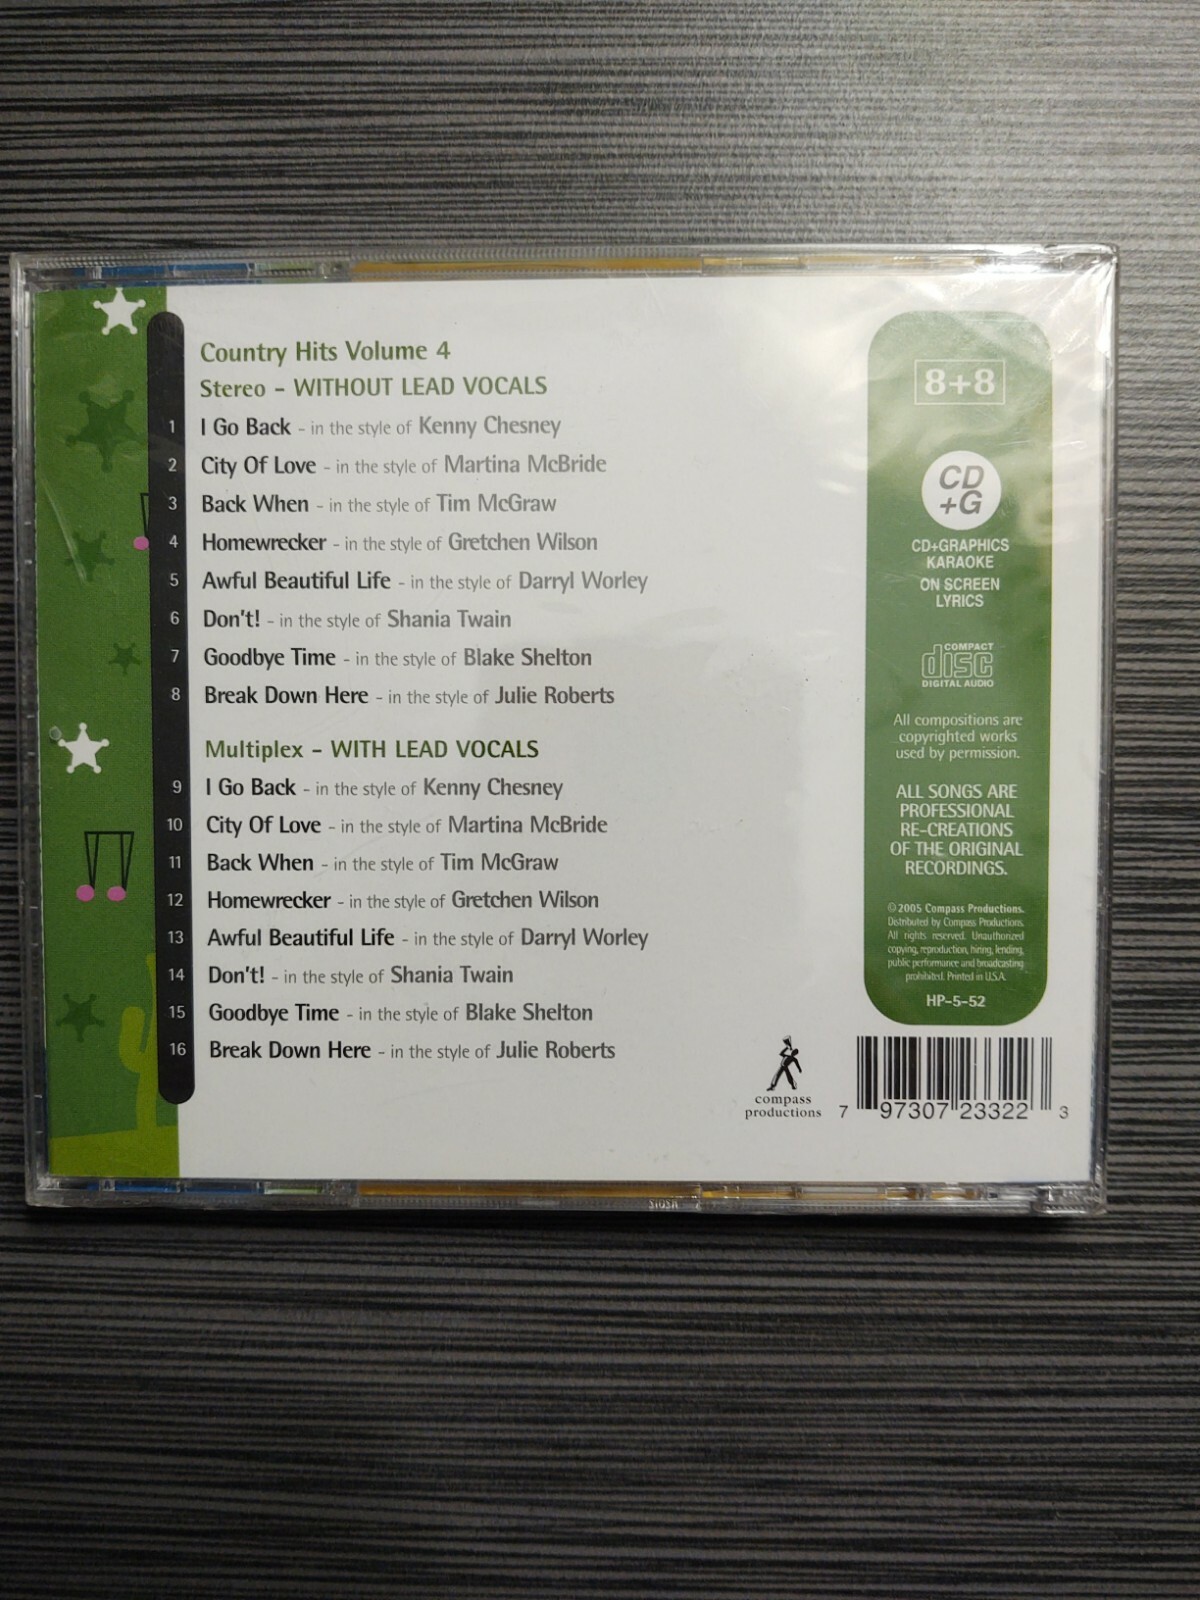 Country Hits Volume 4
Stereo - WITHOUT LEAD VOCALS
1 I Go Back - in the style of Kenny Chesney
2 City Of Love - in the style of Martina McBride
3 Back When - in the style of Tim McGraw
4 Homewrecker - in the style of Gretchen Wilson
5 Awful Beautiful Life - in the style of Darryl Worley
6 Don't! - in the style of Shania Twain
7 Goodbye Time - in the style of Blake Shelton
8 Break Down Here - in the style of Julie Roberts
Multiplex - WITH LEAD VOCALS
9 I Go Back - in the style of Kenny Chesney
10 City Of Love - in the style of Martina McBride
11 Back When - in the style of Tim McGraw
12 Homewrecker - in the style of Gretchen Wilson
13 Awful Beautiful Life - in the style of Darryl Worley
14 Don't! - in the style of Shania Twain
15 Goodbye Time - in the style of Blake Shelton
16 Break Down Here - in the style of Julie Roberts
8+8
CD
+G
CD+GRAPHICS
KARAOKE
ON SCREEN
LYRICS
COMPACT
disc
DIGITAL AUDIO
All compositions are
copyrighted works
used by permission.
ALL SONGS ARE
PROFESSIONAL
RE-CREATIONS
OF THE ORIGINAL
RECORDINGS.
©2005 Compass Productions.
Distributed by Compass Productions.
All rights reserved. Unauthorized
copying, reproduction, hiring, lending,
public performance and broadcasting
prohibited. Printed in U.S.A.
HP-5-52
compass
productions
7 97307 23322 3